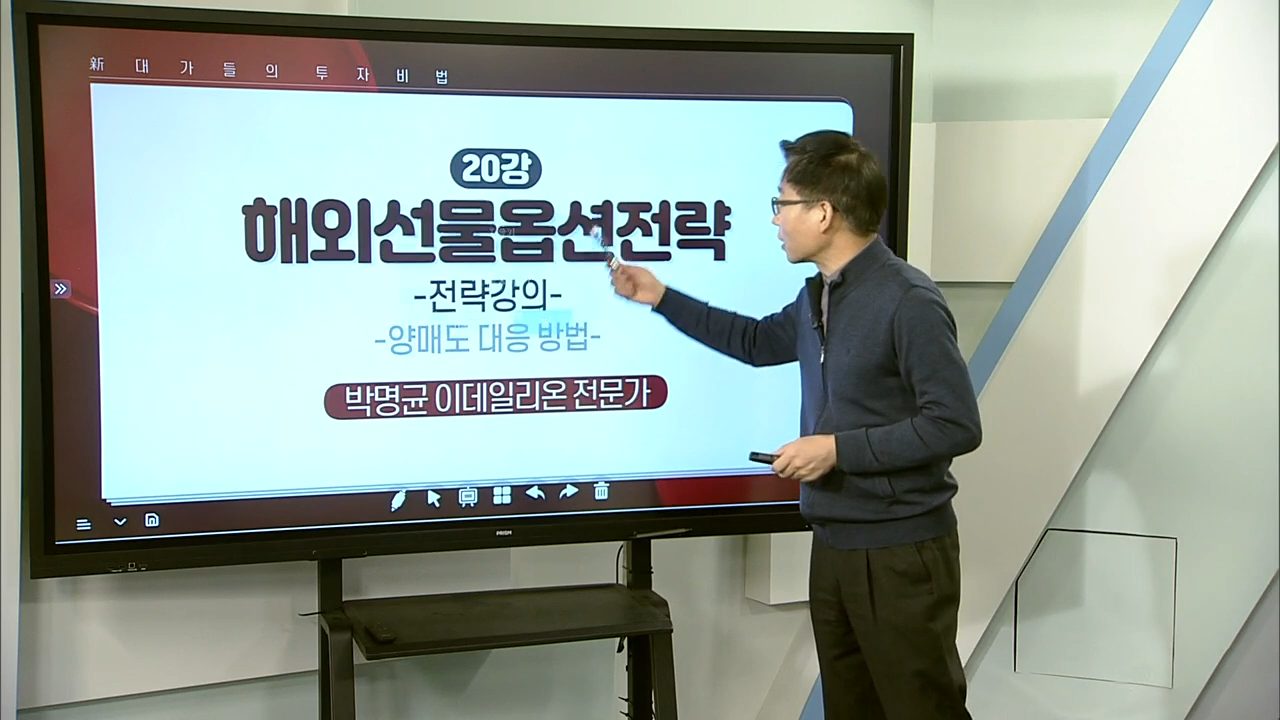 新 대 가 들 의 투 자 비 법
20강
해외선물옵션전략
-전략강의-
-양매도 대응 방법-
박명균 이데일리온 전문가
PRISM